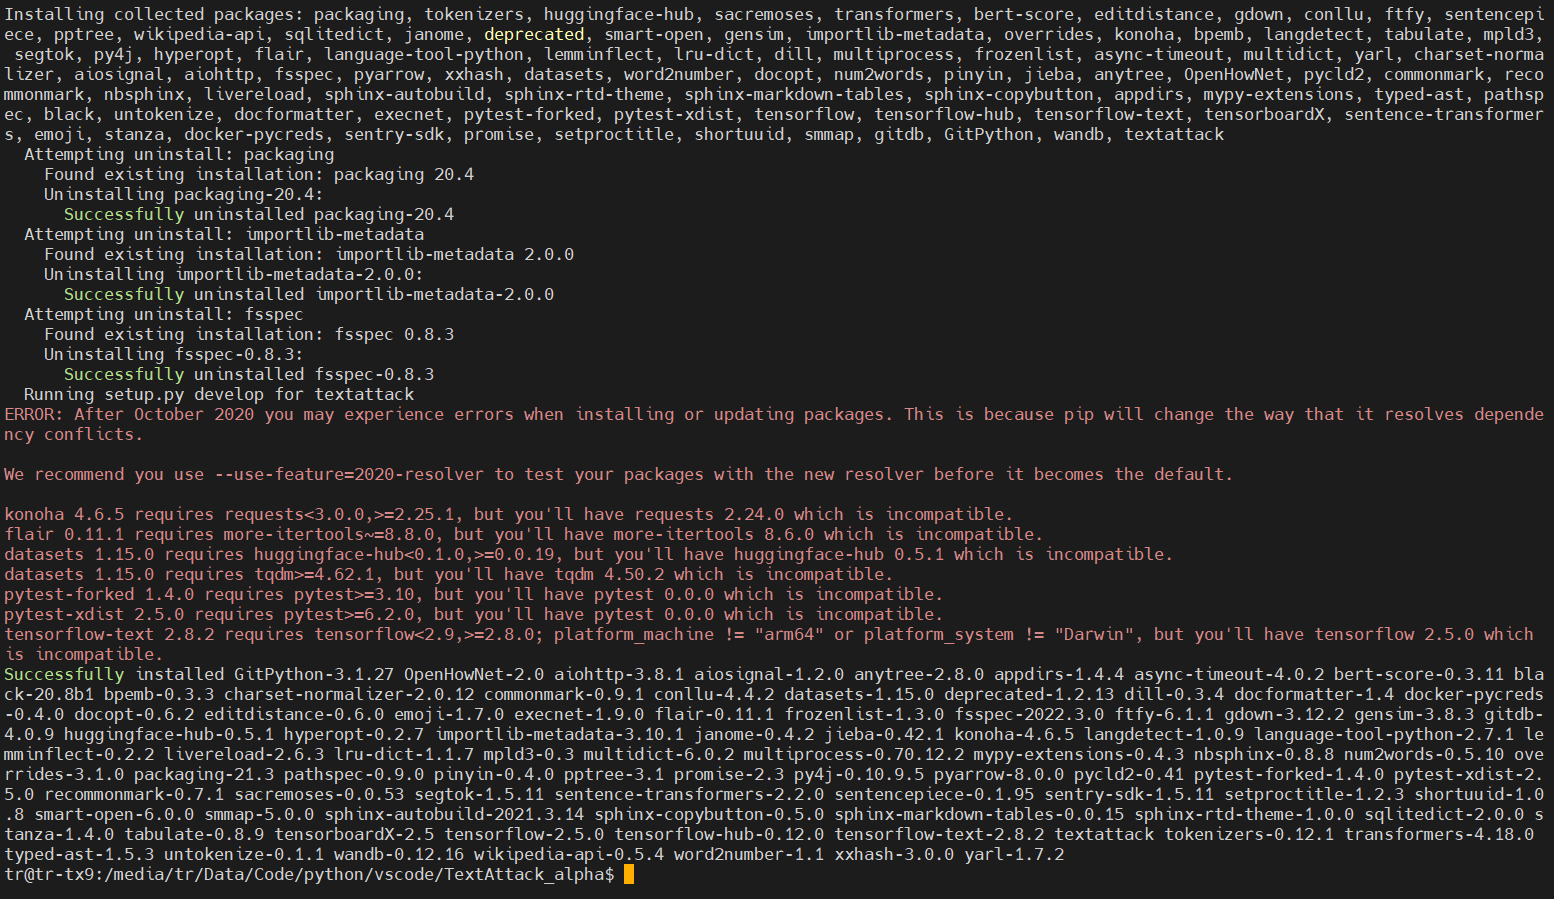 Installing collected packages: packaging, tokenizers, huggingface-hub, sacremoses, transformers, bert-score, editdistance, gdown, conllu, ftfy, sentencepi
ece, pptree, wikipedia-api, sqlitedict, janome, deprecated, smart-open, gensim, importlib-metadata, overrides, konoha, bpemb, langdetect, tabulate, mpld3,
 segtok, py4j, hyperopt, flair, language-tool-python, lemminflect, lru-dict, dill, multiprocess, frozenlist, async-timeout, multidict, yarl, charset-norma
lizer, aiosignal, aiohttp, fsspec, pyarrow, xxhash, datasets, word2number, docopt, num2words, pinyin, jieba, anytree, OpenHowNet, pycld2, commonmark, reco
mmonmark, nbsphinx, livereload, sphinx-autobuild, sphinx-rtd-theme, sphinx-markdown-tables, sphinx-copybutton, appdirs, mypy-extensions, typed-ast, pathsp
ec, black, untokenize, docformatter, execnet, pytest-forked, pytest-xdist, tensorflow, tensorflow-hub, tensorflow-text, tensorboardX, sentence-transformer
s, emoji, stanza, docker-pycreds, sentry-sdk, promise, setproctitle, shortuuid, smmap, gitdb, GitPython, wandb, textattack
  Attempting uninstall: packaging
    Found existing installation: packaging 20.4
    Uninstalling packaging-20.4:
      Successfully uninstalled packaging-20.4
  Attempting uninstall: importlib-metadata
    Found existing installation: importlib-metadata 2.0.0
    Uninstalling importlib-metadata-2.0.0:
      Successfully uninstalled importlib-metadata-2.0.0
  Attempting uninstall: fsspec
    Found existing installation: fsspec 0.8.3
    Uninstalling fsspec-0.8.3:
      Successfully uninstalled fsspec-0.8.3
  Running setup.py develop for textattack
ERROR: After October 2020 you may experience errors when installing or updating packages. This is because pip will change the way that it resolves depende
ncy conflicts.

We recommend you use --use-feature=2020-resolver to test your packages with the new resolver before it becomes the default.

konoha 4.6.5 requires requests<3.0.0,>=2.25.1, but you'll have requests 2.24.0 which is incompatible.
flair 0.11.1 requires more-itertools~=8.8.0, but you'll have more-itertools 8.6.0 which is incompatible.
datasets 1.15.0 requires huggingface-hub<0.1.0,>=0.0.19, but you'll have huggingface-hub 0.5.1 which is incompatible.
datasets 1.15.0 requires tqdm>=4.62.1, but you'll have tqdm 4.50.2 which is incompatible.
pytest-forked 1.4.0 requires pytest>=3.10, but you'll have pytest 0.0.0 which is incompatible.
pytest-xdist 2.5.0 requires pytest>=6.2.0, but you'll have pytest 0.0.0 which is incompatible.
tensorflow-text 2.8.2 requires tensorflow<2.9,>=2.8.0; platform_machine != "arm64" or platform_system != "Darwin", but you'll have tensorflow 2.5.0 which 
is incompatible.
Successfully installed GitPython-3.1.27 OpenHowNet-2.0 aiohttp-3.8.1 aiosignal-1.2.0 anytree-2.8.0 appdirs-1.4.4 async-timeout-4.0.2 bert-score-0.3.11 bla
ck-20.8b1 bpemb-0.3.3 charset-normalizer-2.0.12 commonmark-0.9.1 conllu-4.4.2 datasets-1.15.0 deprecated-1.2.13 dill-0.3.4 docformatter-1.4 docker-pycreds
-0.4.0 docopt-0.6.2 editdistance-0.6.0 emoji-1.7.0 execnet-1.9.0 flair-0.11.1 frozenlist-1.3.0 fsspec-2022.3.0 ftfy-6.1.1 gdown-3.12.2 gensim-3.8.3 gitdb-
4.0.9 huggingface-hub-0.5.1 hyperopt-0.2.7 importlib-metadata-3.10.1 janome-0.4.2 jieba-0.42.1 konoha-4.6.5 langdetect-1.0.9 language-tool-python-2.7.1 le
mminflect-0.2.2 livereload-2.6.3 lru-dict-1.1.7 mpld3-0.3 multidict-6.0.2 multiprocess-0.70.12.2 mypy-extensions-0.4.3 nbsphinx-0.8.8 num2words-0.5.10 ove
rrides-3.1.0 packaging-21.3 pathspec-0.9.0 pinyin-0.4.0 pptree-3.1 promise-2.3 py4j-0.10.9.5 pyarrow-8.0.0 pycld2-0.41 pytest-forked-1.4.0 pytest-xdist-2.
5.0 recommonmark-0.7.1 sacremoses-0.0.53 segtok-1.5.11 sentence-transformers-2.2.0 sentencepiece-0.1.95 sentry-sdk-1.5.11 setproctitle-1.2.3 shortuuid-1.0
.8 smart-open-6.0.0 smmap-5.0.0 sphinx-autobuild-2021.3.14 sphinx-copybutton-0.5.0 sphinx-markdown-tables-0.0.15 sphinx-rtd-theme-1.0.0 sqlitedict-2.0.0 s
tanza-1.4.0 tabulate-0.8.9 tensorboardX-2.5 tensorflow-2.5.0 tensorflow-hub-0.12.0 tensorflow-text-2.8.2 textattack tokenizers-0.12.1 transformers-4.18.0 
typed-ast-1.5.3 untokenize-0.1.1 wandb-0.12.16 wikipedia-api-0.5.4 word2number-1.1 xxhash-3.0.0 yarl-1.7.2
tr@tr-tx9:/media/tr/Data/Code/python/vscode/TextAttack_alpha$